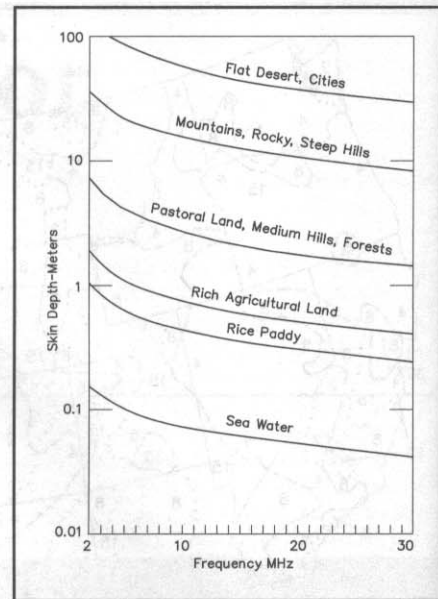 100
Flat Desert, Cities
Mountains, Rocky, Steep Hills
10
Pastoral Land, Medium Hills, Forests
Skin Depth-Meters
1
Rich Agricultural Land
Rice Paddy
0.1
Sea Water
0.01
2 10 20 30
Frequency MHz